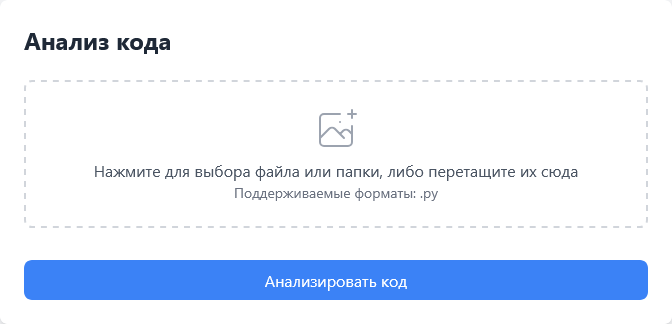 Анализ кода
Нажмите для выбора файла или папки, либо перетащите их сюда
Поддерживаемые форматы: .py
Анализировать код